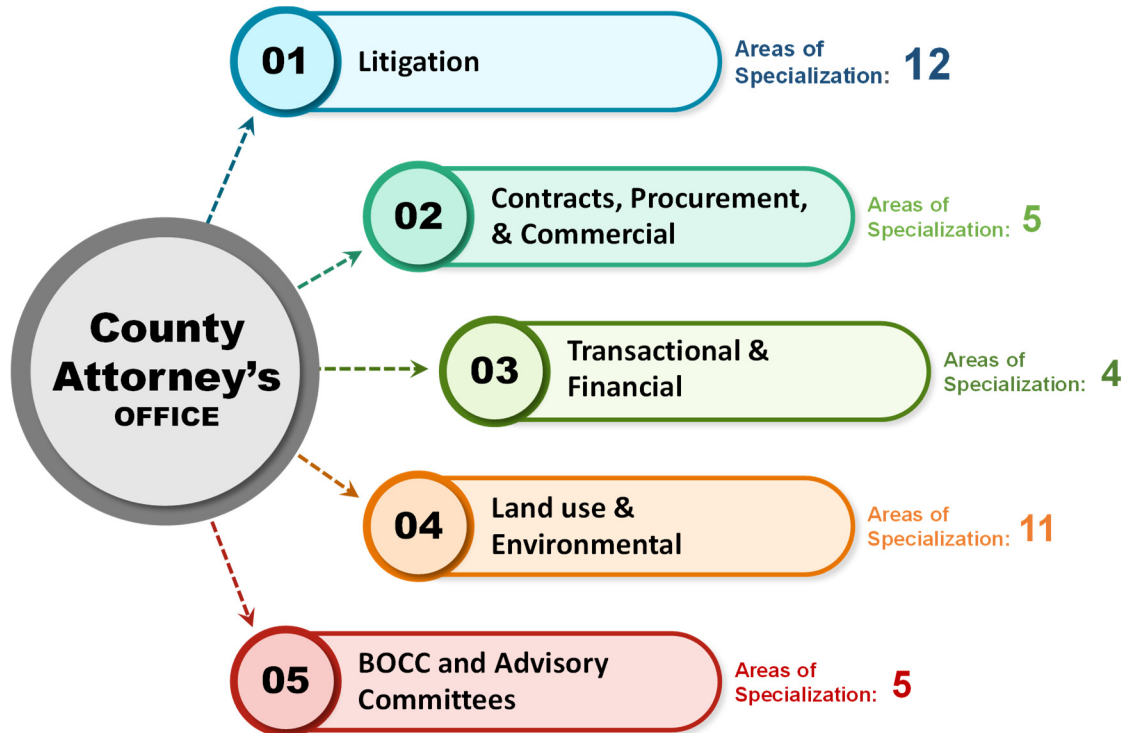 01
Litigation
Areas of
Specialization: 12
02
Contracts, Procurement,
& Commercial
Areas of
Specialization: 5
County
Attorney’s
OFFICE
03
Transactional &
Financial
Areas of
Specialization: 4
04
Land use &
Environmental
Areas of
Specialization: 11
05
BOCC and Advisory
Committees
Areas of
Specialization: 5